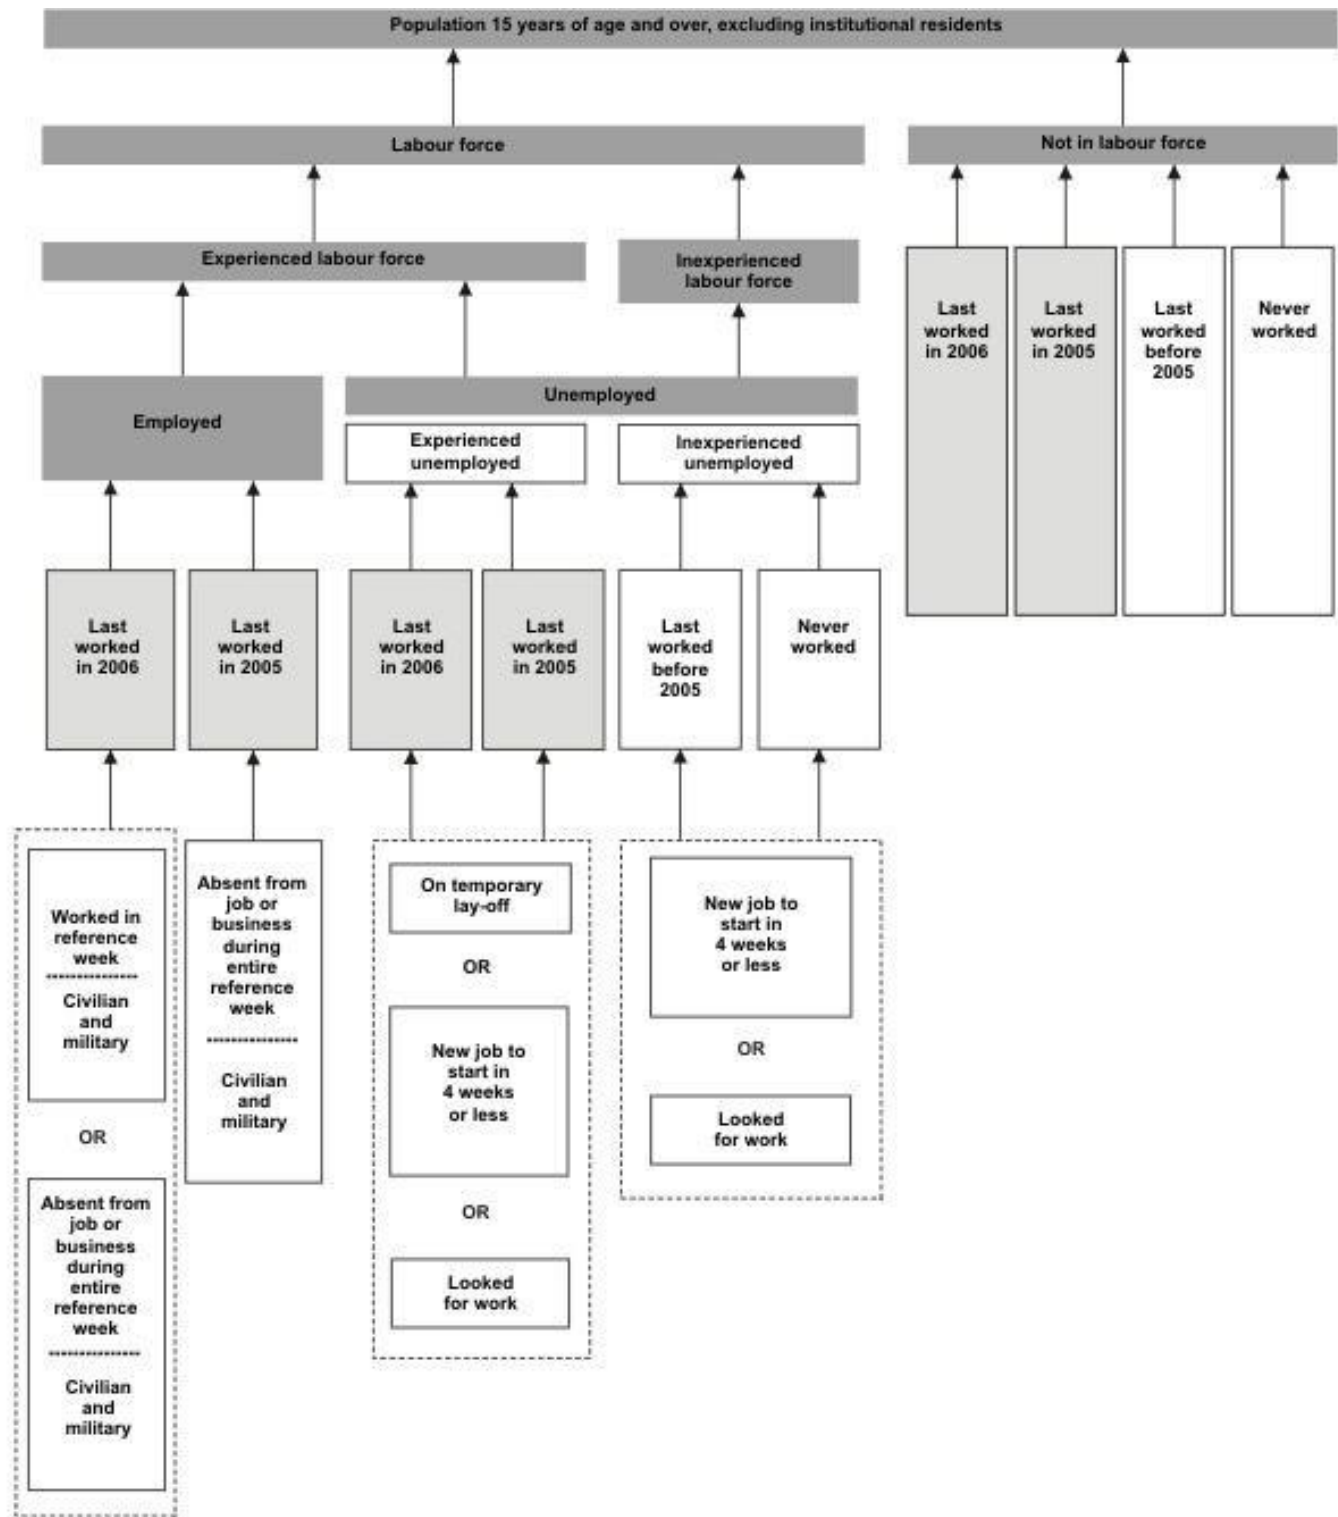 Population 15 years of age and over, excluding institutional residents
Labour force
Not in labour force
Experienced labour force
Inexperienced
labour force
Last
worked
in 2006
Last
worked
in 2005
Last
worked
before
2005
Never
worked
Employed
Unemployed
Experienced
unemployed
Inexperienced
unemployed
Last
worked
in 2006
Last
worked
in 2005
Last
worked
in 2006
Last
worked
in 2005
Last
worked
before
2005
Never
worked
Worked in
reference
week
Civilian
and
military
OR
Absent from
job or
business
during
entire
reference
week
Civilian
and
military
Absent from
job or
business
during
entire
reference
week
Civilian
and
military
On temporary
lay-off
OR
New job to
start in
4 weeks
or less
OR
Looked
for work
New job to
start in
4 weeks
or less
OR
Looked
for work